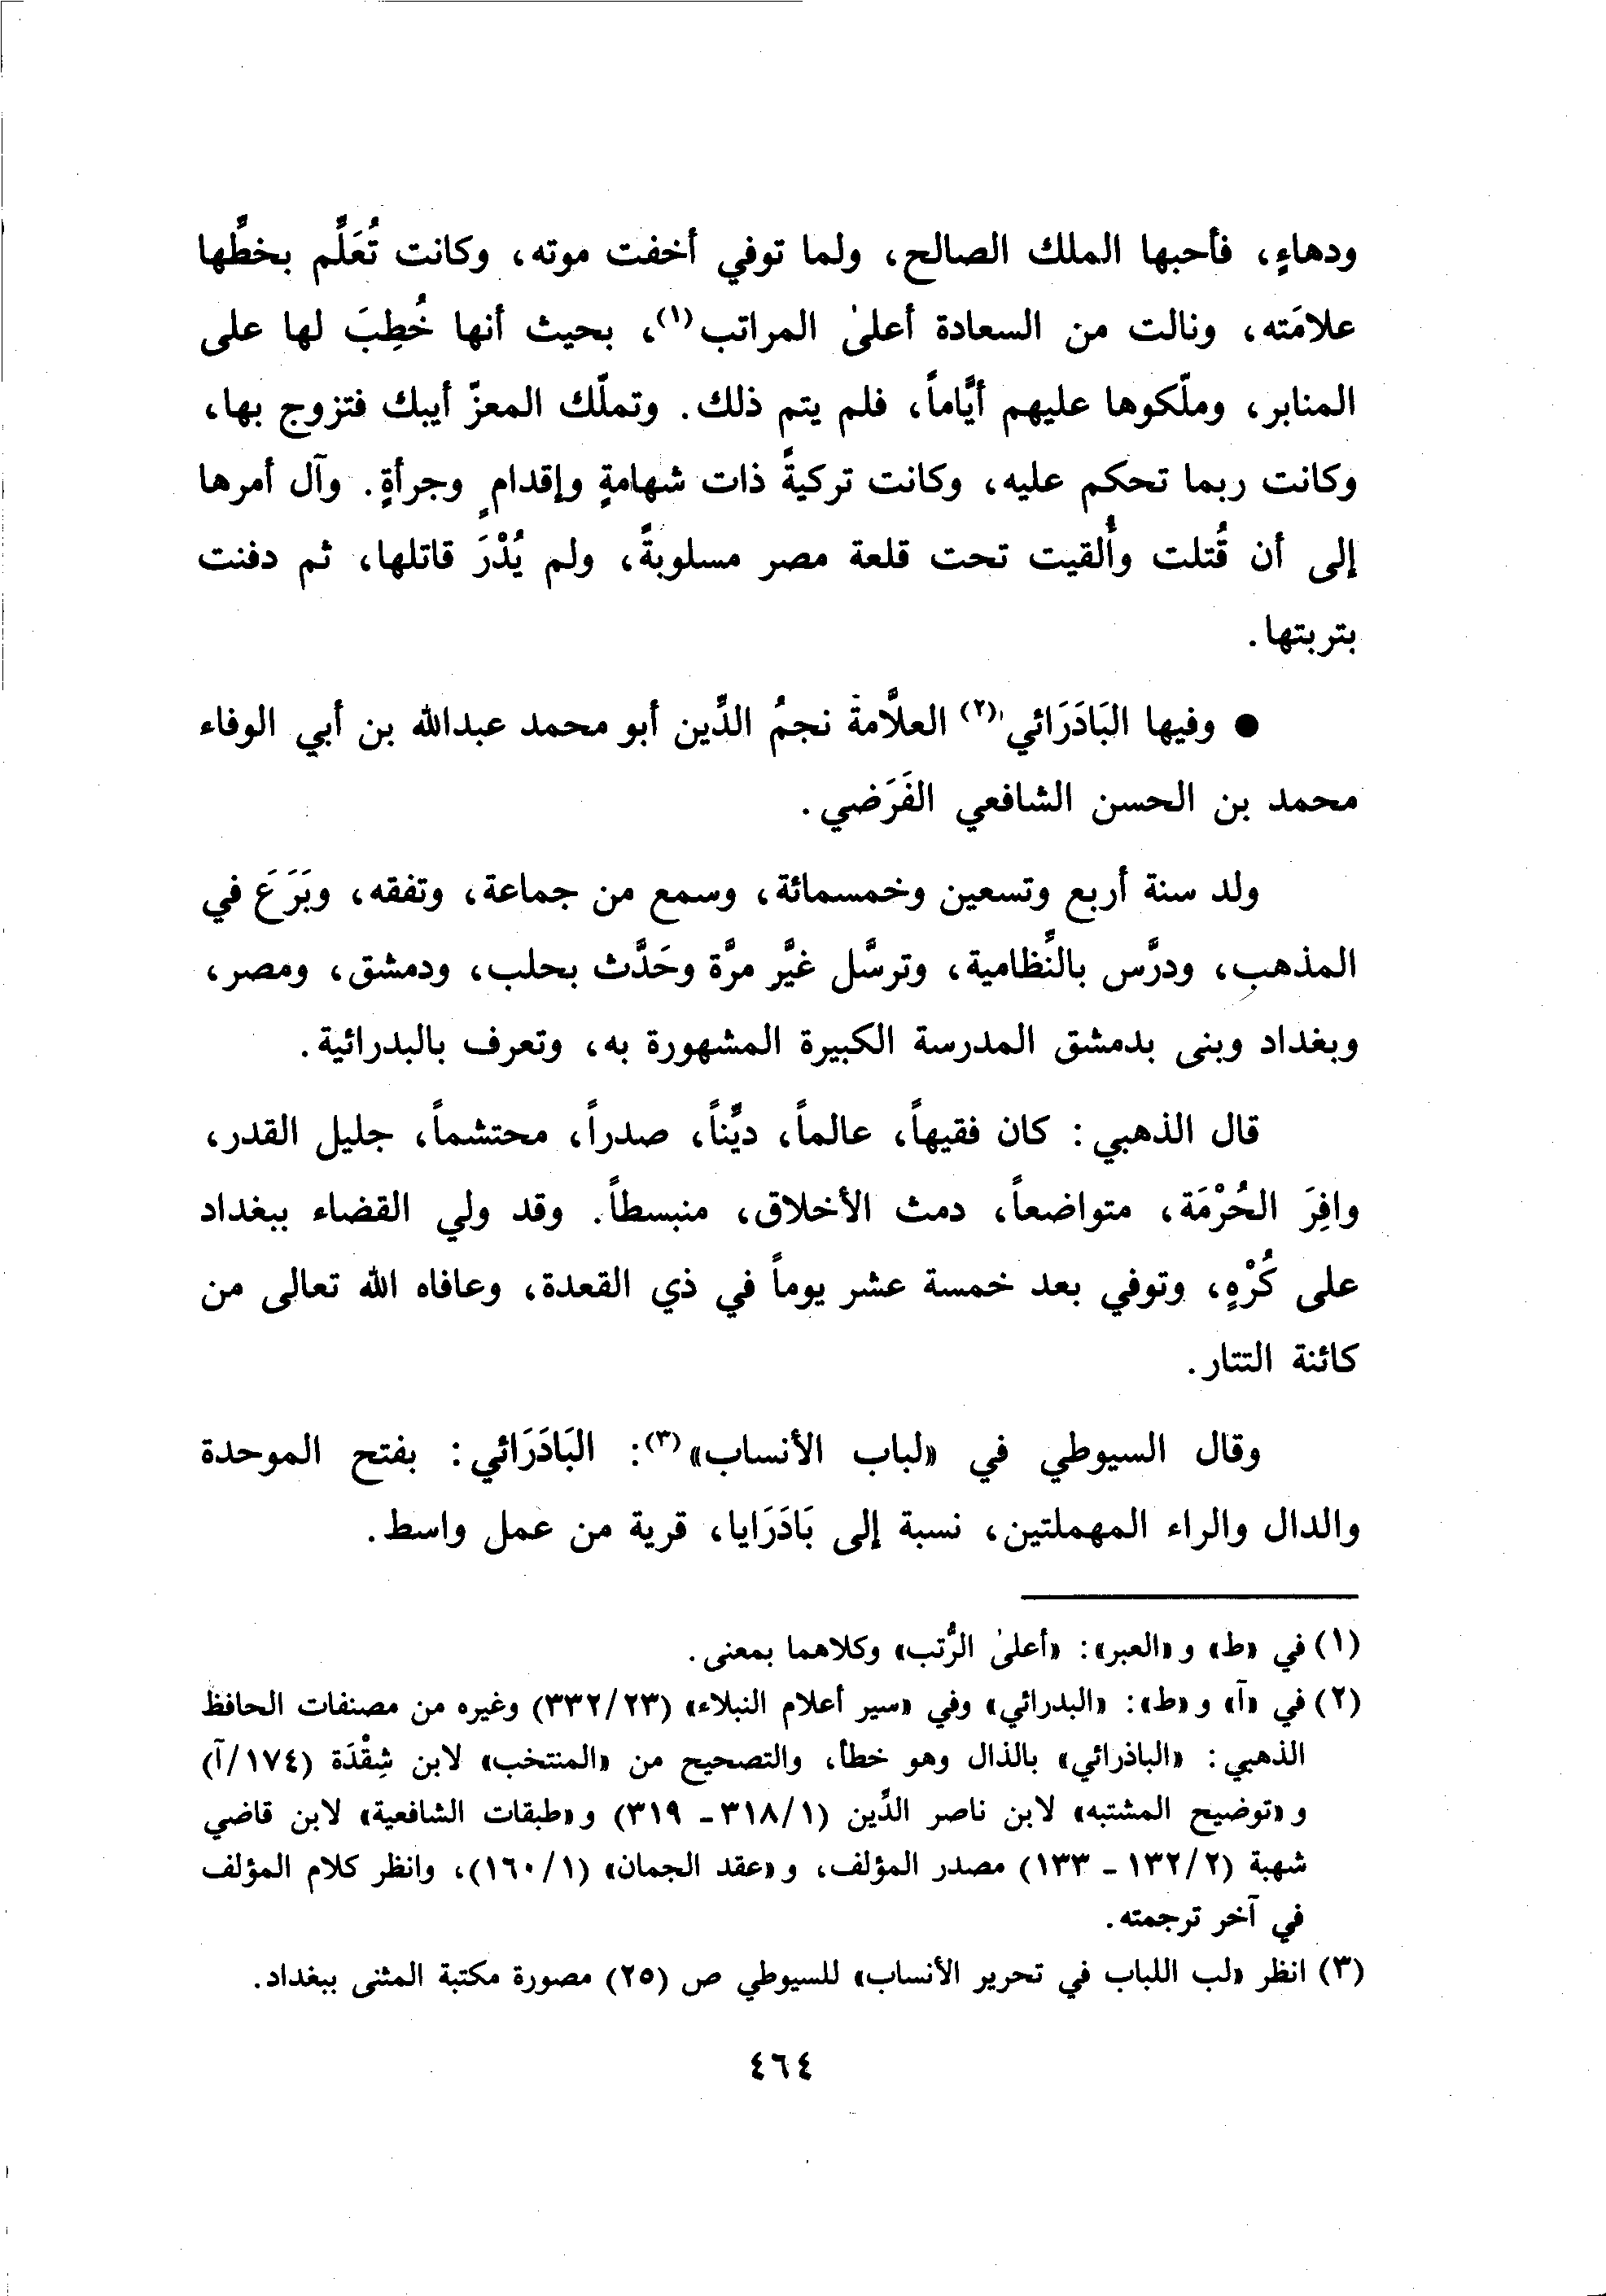 ودهاءٍ، فأحبها الملك الصالح، ولما توفي أخفت موته، وكانت تُعَلِّم بخطِّها
علامَته، ونالت من السعادة أعلىٰ المراتب(١)، بحيث أنها خُطِبَ لها على
المنابر، وملّكوها عليهم أيَّاماً، فلم يتم ذلك. وتملّك المعزّ أيبك فتزوج بها،
وكانت ربما تحكم عليه، وكانت تركيةً ذات شهامةٍ وإقدامٍ وجرأةٍ. وآل أمرها
إلى أن قُتلت وأُلقيت تحت قلعة مصر مسلوبةً، ولم يُدْرَ قاتلها، ثم دفنت
بتربتها.
● وفيها البَادَرَائي(٢) العلاَّمة نجمُ الدِّين أبو محمد عبدالله بن أبي الوفاء
محمد بن الحسن الشافعي الفَرَضي.
ولد سنة أربع وتسعين وخمسمائة، وسمع من جماعة، وتفقه، وبَرَعَ في
المذهب، ودرَّس بالنِّظامية، وترسَّل غيَّر مرَّة وحَدَّث بحلب، ودمشق، ومصر،
وبغداد وبنى بدمشق المدرسة الكبيرة المشهورة به، وتعرف بالبدرائية.
قال الذهبي: كان فقيهاً، عالماً، ديِّناً، صدراً، محتشماً، جليل القدر،
وافِرَ الحُرْمَة، متواضعاً، دمث الأخلاق، منبسطاً. وقد ولي القضاء ببغداد
على كُرْهٍ، وتوفي بعد خمسة عشر يوماً في ذي القعدة، وعافاه الله تعالى من
كائنة التتار.
وقال السيوطي في «لباب الأنساب»(٣): البَادَرَائي: بفتح الموحدة
والدال والراء المهملتين، نسبة إلى بَادَرَايا، قرية من عمل واسط.
(١) في «ط» و«العبر»: «أعلىٰ الرُّتب» وكلاهما بمعنى.
(٢) في «آ» و«ط»: «البدرائي» وفي «سير أعلام النبلاء» (٣٣٢/٢٣) وغيره من مصنفات الحافظ
الذهبي: «الباذرائي» بالذال وهو خطأ، والتصحيح من «المنتخب» لابن شِقْدَة (١٧٤/آ)
و«توضيح المشتبه» لابن ناصر الدِّين (٣١٨/١ - ٣١٩) و«طبقات الشافعية» لابن قاضي
شهبة (١٣٢/٢ - ١٣٣) مصدر المؤلف، و«عقد الجمان» (١٦٠/١)، وانظر كلام المؤلف
في آخر ترجمته.
(٣) انظر «لب اللباب في تحرير الأنساب» للسيوطي ص (٢٥) مصورة مكتبة المثنى ببغداد.
٤٦٤